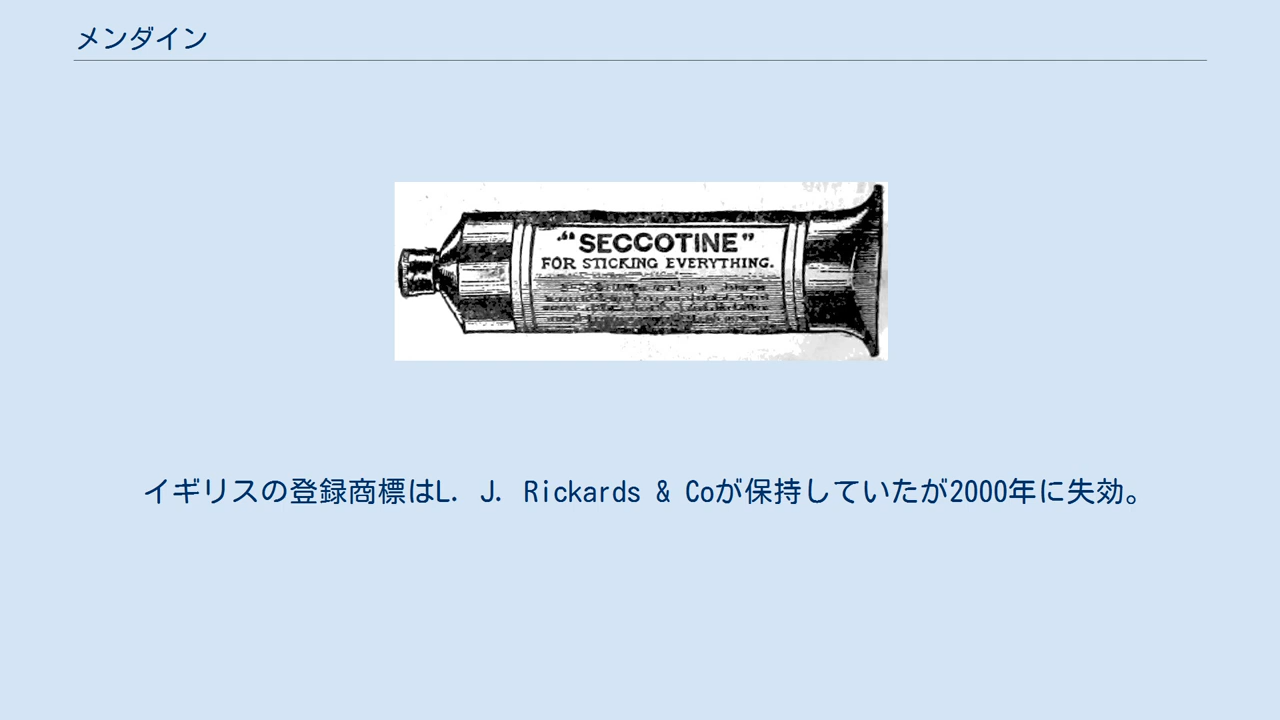 メンダイン
“SECCOTINE”
FOR STICKING EVERYTHING.
イギリスの登録商標はL. J. Rickards & Coが保持していたが2000年に失効。